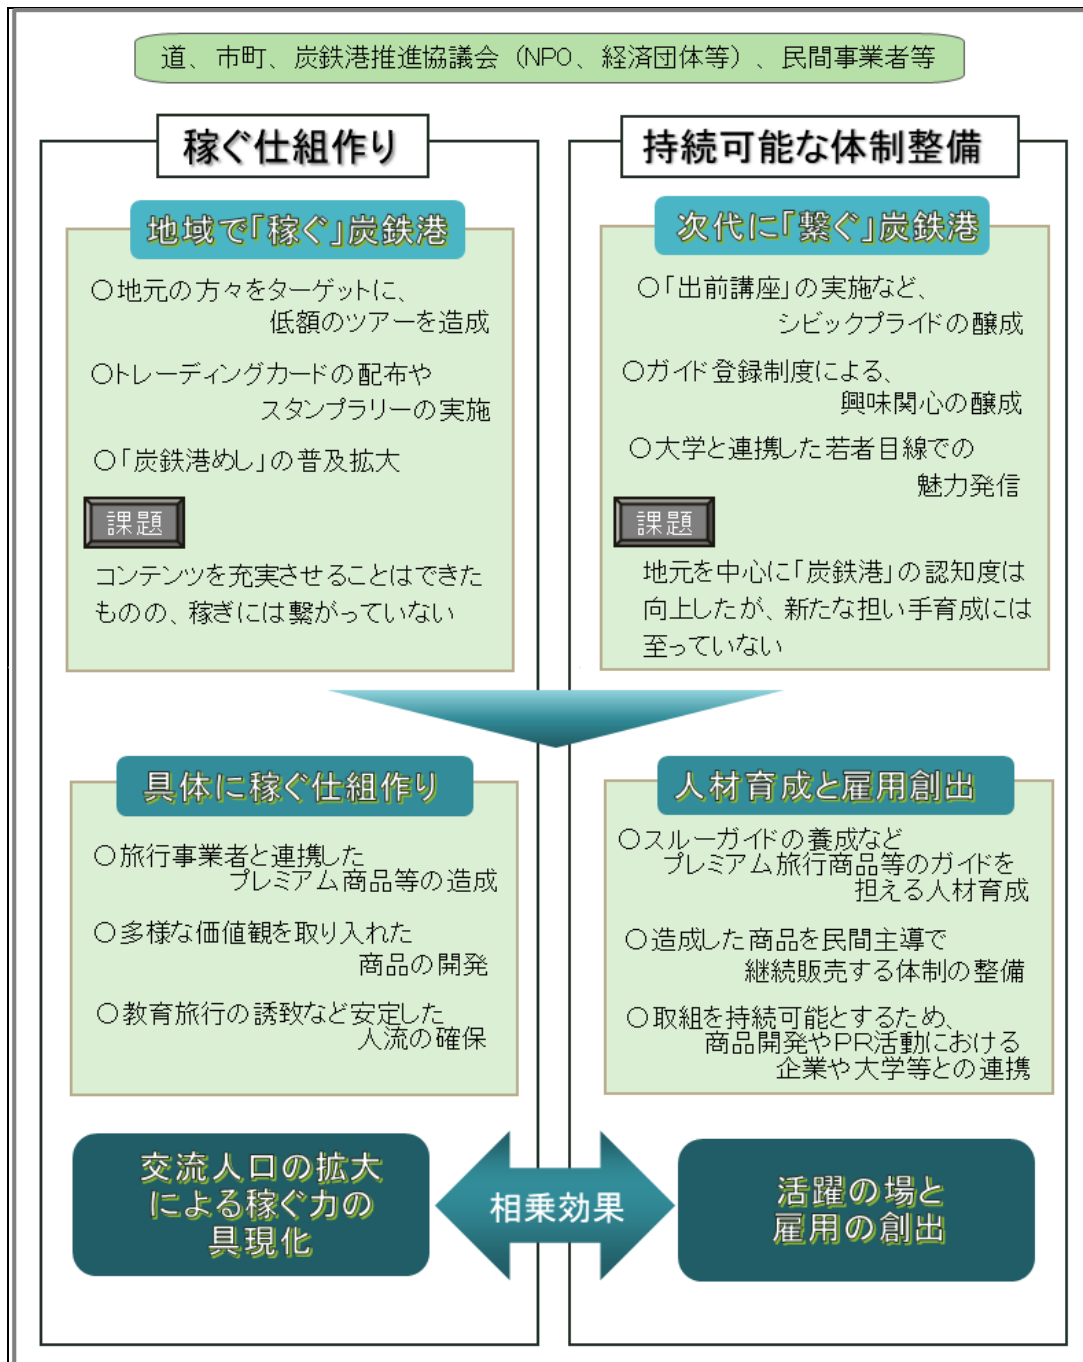 道、市町、炭鉄港推進協議会（NPO、経済団体等）、民間事業者等
稼ぐ仕組作り
地域で「稼ぐ」炭鉄港
〇地元の方々をターゲットに、
低額のツアーを造成
〇トレーディングカードの配布や
スタンプラリーの実施
〇「炭鉄港めし」の普及拡大
課題
コンテンツを充実させることはできた
ものの、稼ぎには繋がっていない
持続可能な体制整備
次代に「繋ぐ」炭鉄港
〇「出前講座」の実施など、
シビックプライドの醸成
〇ガイド登録制度による、
興味関心の醸成
〇大学と連携した若者目線での
魅力発信
課題
地元を中心に「炭鉄港」の認知度は
向上したが、新たな担い手育成には
至っていない
具体に稼ぐ仕組作り
〇旅行事業者と連携した
プレミアム商品等の造成
〇多様な価値観を取り入れた
商品の開発
〇教育旅行の誘致など安定した
人流の確保
人材育成と雇用創出
〇スルーガイドの養成など
プレミアム旅行商品等のガイドを
担える人材育成
〇造成した商品を民間主導で
継続販売する体制の整備
〇取組を持続可能とするため、
商品開発やPR活動における
企業や大学等との連携
交流人口の拡大
による稼ぐ力の
具現化
相乗効果
活躍の場と
雇用の創出